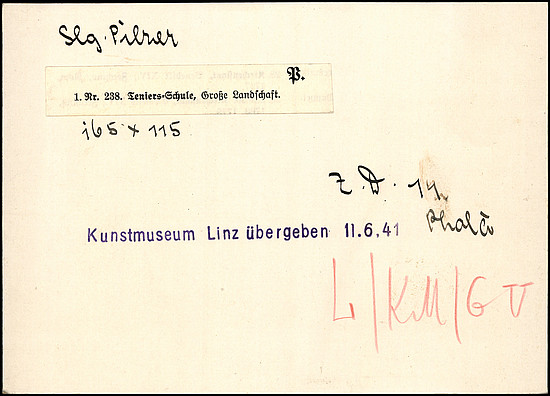 Slg. Pilzer
P.
1. Nr. 238. Teniers-Schule, Große Landschaft.
165 x 115
Z. D. 14.
Kunstmuseum Linz übergeben 11.6.41
L/KM/GV